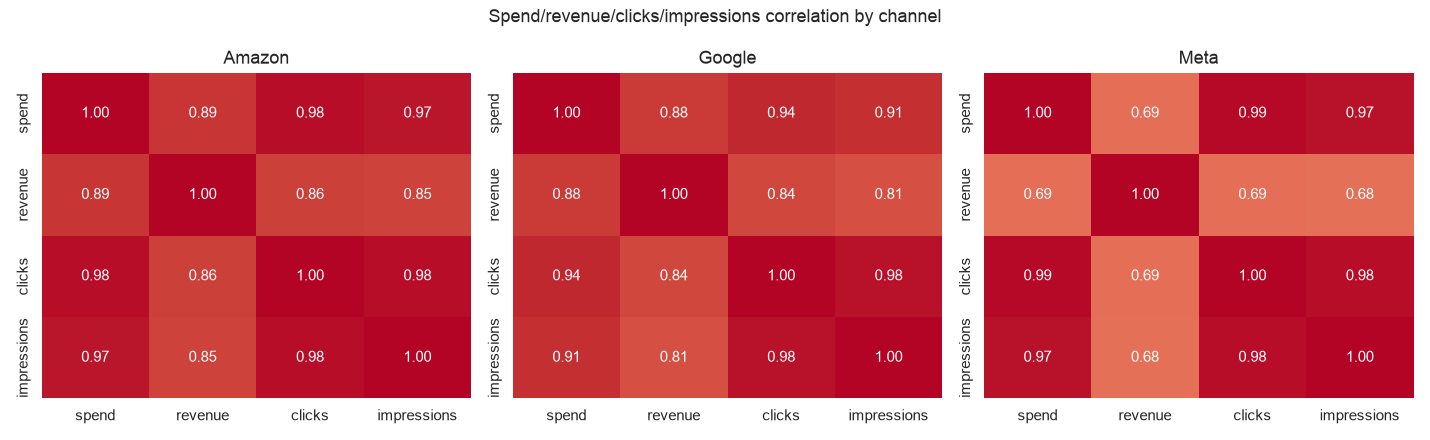 Spend/revenue/clicks/impressions correlation by channel
Amazon
spend 1.00 0.89 0.98 0.97
revenue 0.89 1.00 0.86 0.85
clicks 0.98 0.86 1.00 0.98
impressions 0.97 0.85 0.98 1.00
spend revenue clicks impressions
Google
spend 1.00 0.88 0.94 0.91
revenue 0.88 1.00 0.84 0.81
clicks 0.94 0.84 1.00 0.98
impressions 0.91 0.81 0.98 1.00
spend revenue clicks impressions
Meta
spend 1.00 0.69 0.99 0.97
revenue 0.69 1.00 0.69 0.68
clicks 0.99 0.69 1.00 0.98
impressions 0.97 0.68 0.98 1.00
spend revenue clicks impressions